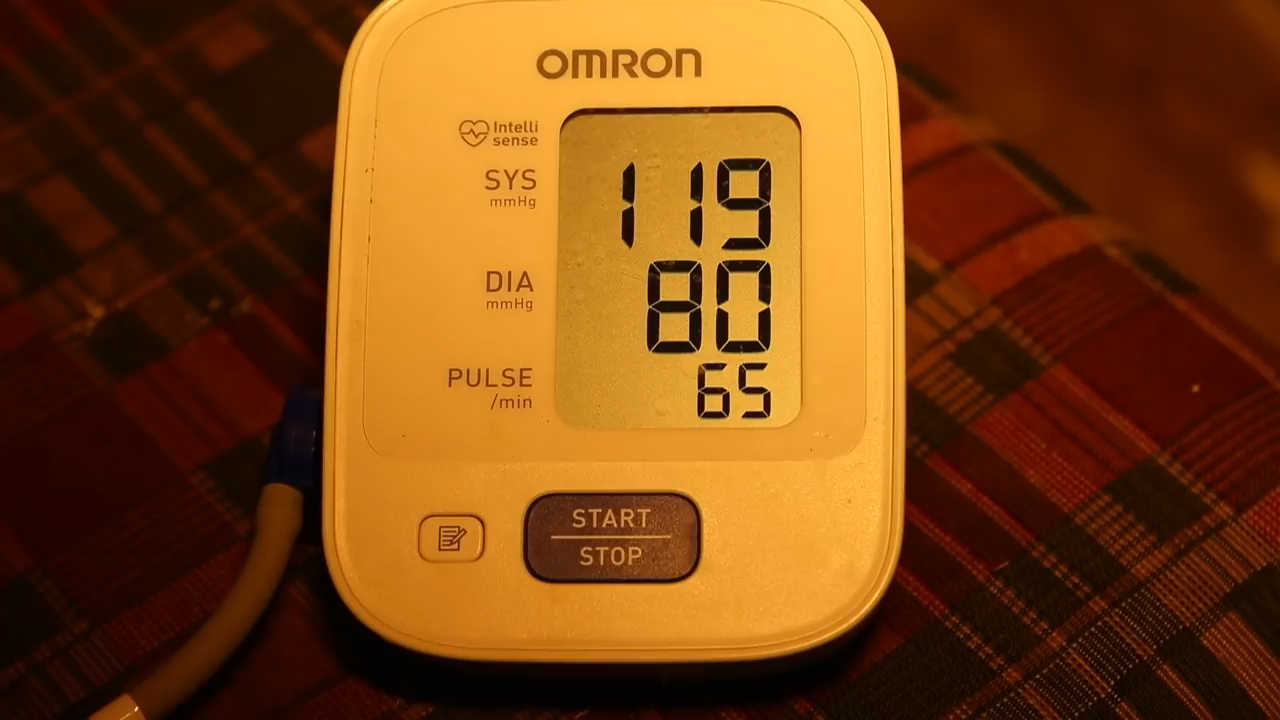 OMRON
Intelli
sense
SYS
mmHg
119
DIA
mmHg
80
PULSE
/min
65
START
STOP